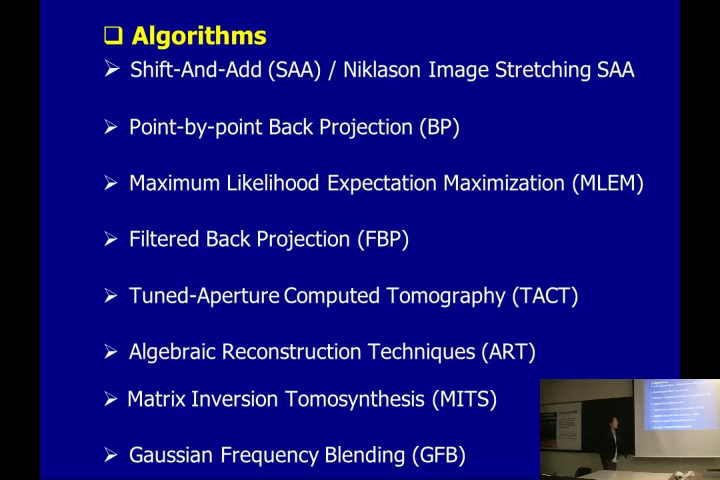 Algorithms
Shift-And-Add (SAA) / Niklason Image Stretching SAA
Point-by-point Back Projection (BP)
Maximum Likelihood Expectation Maximization (MLEM)
Filtered Back Projection (FBP)
Tuned-Aperture Computed Tomography (TACT)
Algebraic Reconstruction Techniques (ART)
Matrix Inversion Tomosynthesis (MITS)
Gaussian Frequency Blending (GFB)